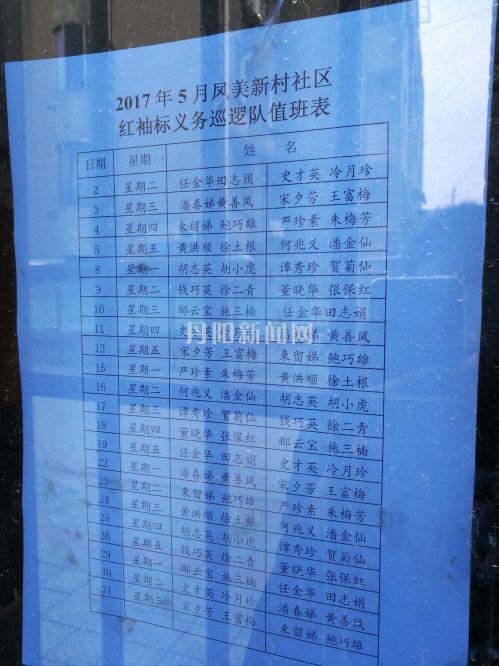 2017 年 5 月凤美新村社区
红袖标义务巡逻队值班表
日期 星期 姓 名
2 星期二 任金华田志娟 史才英 冷月珍
3 星期三 潘春娣黄善凤 宋夕芳 王富梅
4 星期四 束留娣 鲍巧雄 严珍素 朱梅芳
5 星期五 黄洪顺 徐土根 何兆义 潘金仙
8 星期一 胡志英 胡小虎 谭秀珍 贺菊仙
9 星期二 钱巧英 徐二青 董晓华 张保红
10 星期三 郦云宝 施三楠 任金华 田志娟
11 星期四 黄善凤
丹阳新闻网
12 星期五 宋夕芳 王富梅 束留娣 鲍巧雄
15 星期一 严珍素 朱梅芳 黄洪顺 徐土根
16 星期二 何兆义 潘金仙 胡志英 胡小虎
17 星期三 谭秀珍 贺菊仙 钱巧英 徐二青
18 星期四 董晓华 张保红 郦云宝 施三楠
19 星期五 任金华 田志娟 史才英 冷月珍
22 星期一 潘春娣 黄善凤 宋夕芳 王富梅
23 星期二 束留娣 鲍巧雄 严珍素 朱梅芳
24 星期三 黄洪顺 徐土根 何兆义 潘金仙
25 星期四 胡志英 胡小虎 谭秀珍 贺菊仙
26 星期五 钱巧英 徐二青 董晓华 张保红
29 星期一 郦云宝 施三楠 任金华 田志娟
30 星期二 史才英 冷月珍 潘春娣 黄善凤
31 星期三 宋夕芳 王富梅 束留娣 鲍巧雄